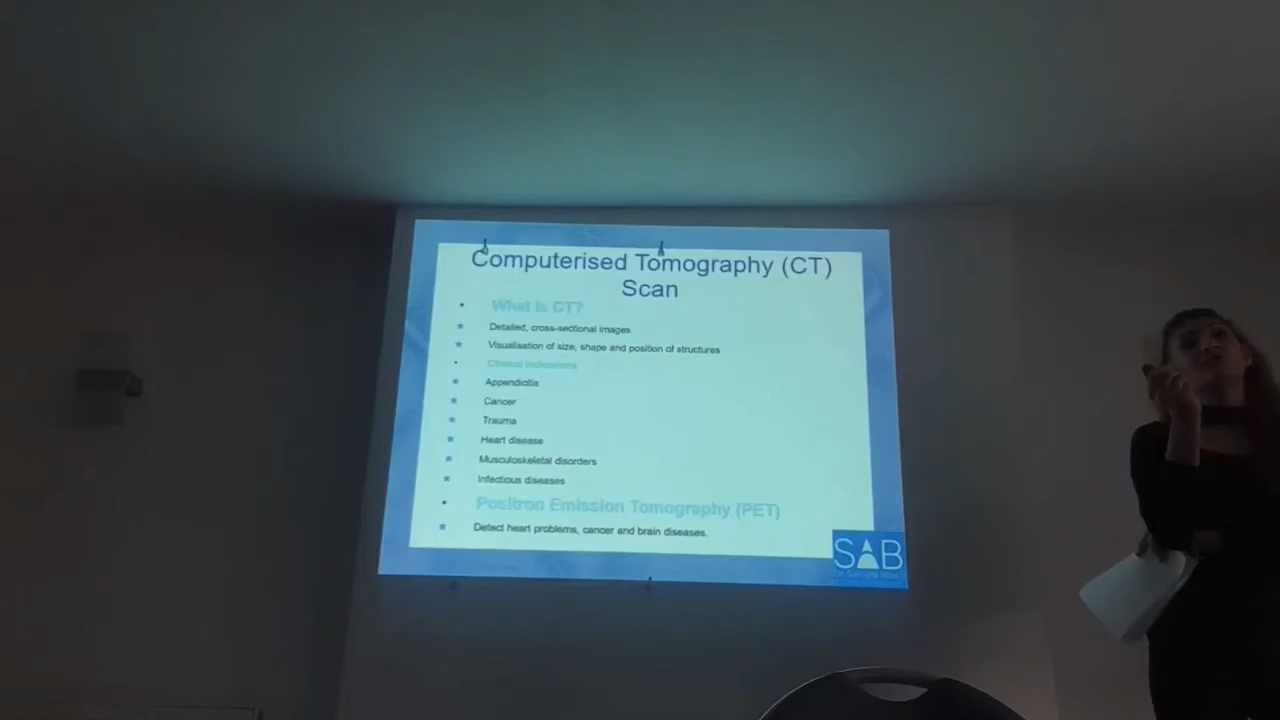 Computerised Tomography (CT)
Scan
• What is CT?
Detailed, cross-sectional images
Visualisation of size, shape and position of structures
• Clinical Indications
Appendicitis
Cancer
Trauma
Heart disease
Musculoskeletal disorders
Infectious diseases
• Positron Emission Tomography (PET)
Detect heart problems, cancer and brain diseases.
SAB